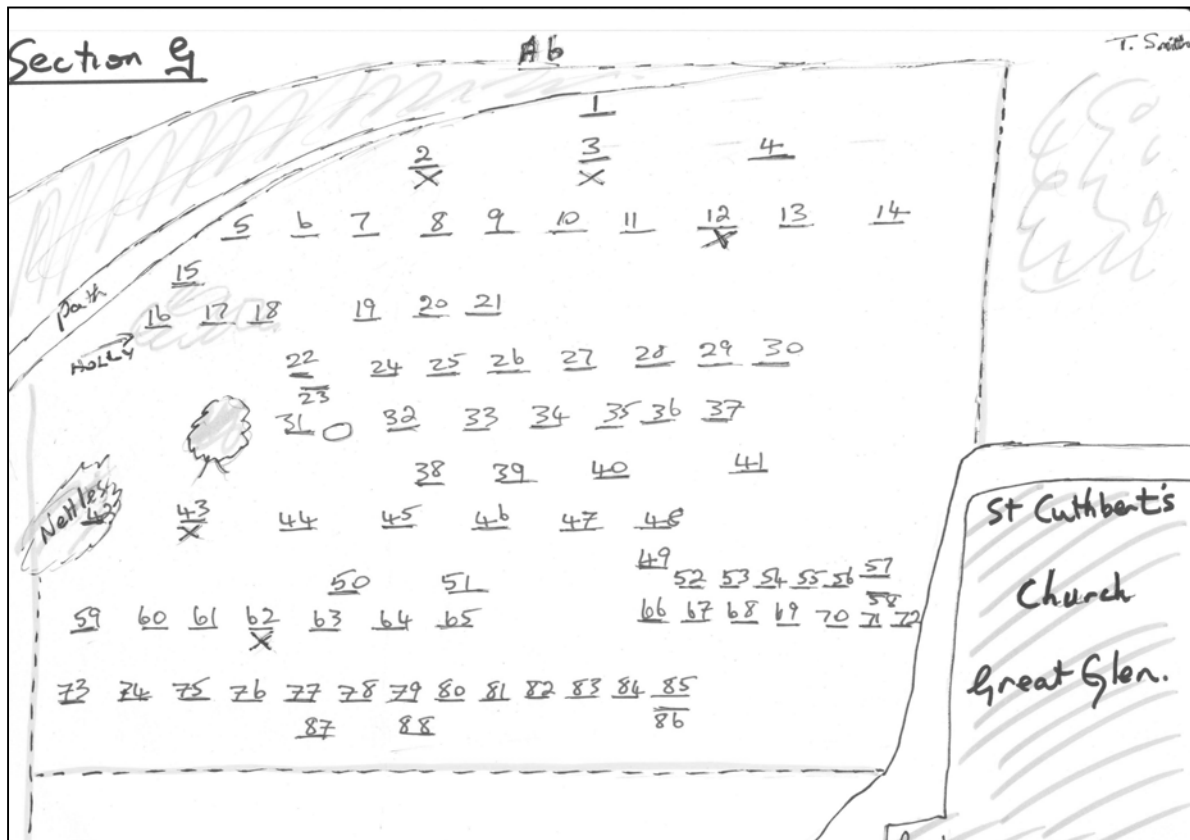 Section G
A6
T. Smith
1
2 3 4
X X
5 6 7 8 9 10 11 12 13 14
X
15
path
16 17 18 19 20 21
HOLLY
22 24 25 26 27 28 29 30
23
31 32 33 34 35 36 37
38 39 40 41
Nettles
42 43 44 45 46 47 48
X
St Cuthbert's
Church
Great Glen.
49
50 51 52 53 54 55 56 57
58
59 60 61 62 63 64 65 66 67 68 69 70 71 72
X
73 74 75 76 77 78 79 80 81 82 83 84 85
87 88 86